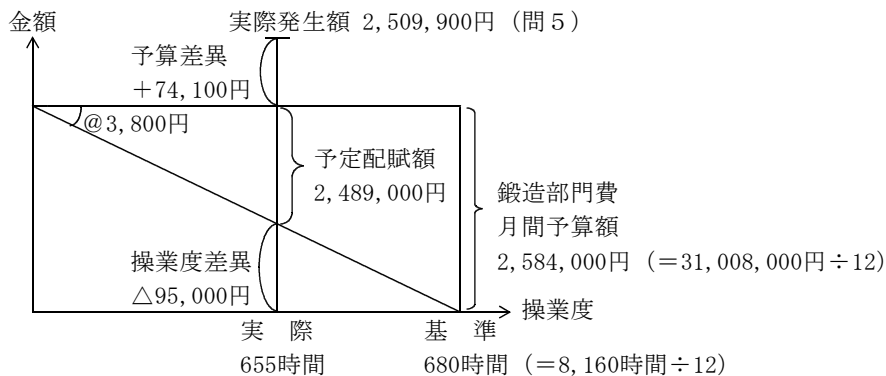 金額
実際発生額 2,509,900円（問５）
予算差異
＋74,100円
@3,800円
予定配賦額
2,489,000円
鍛造部門費
月間予算額
2,584,000円（＝31,008,000円÷12）
操業度差異
△95,000円
操業度
実　際
655時間
基　準
680時間（＝8,160時間÷12）